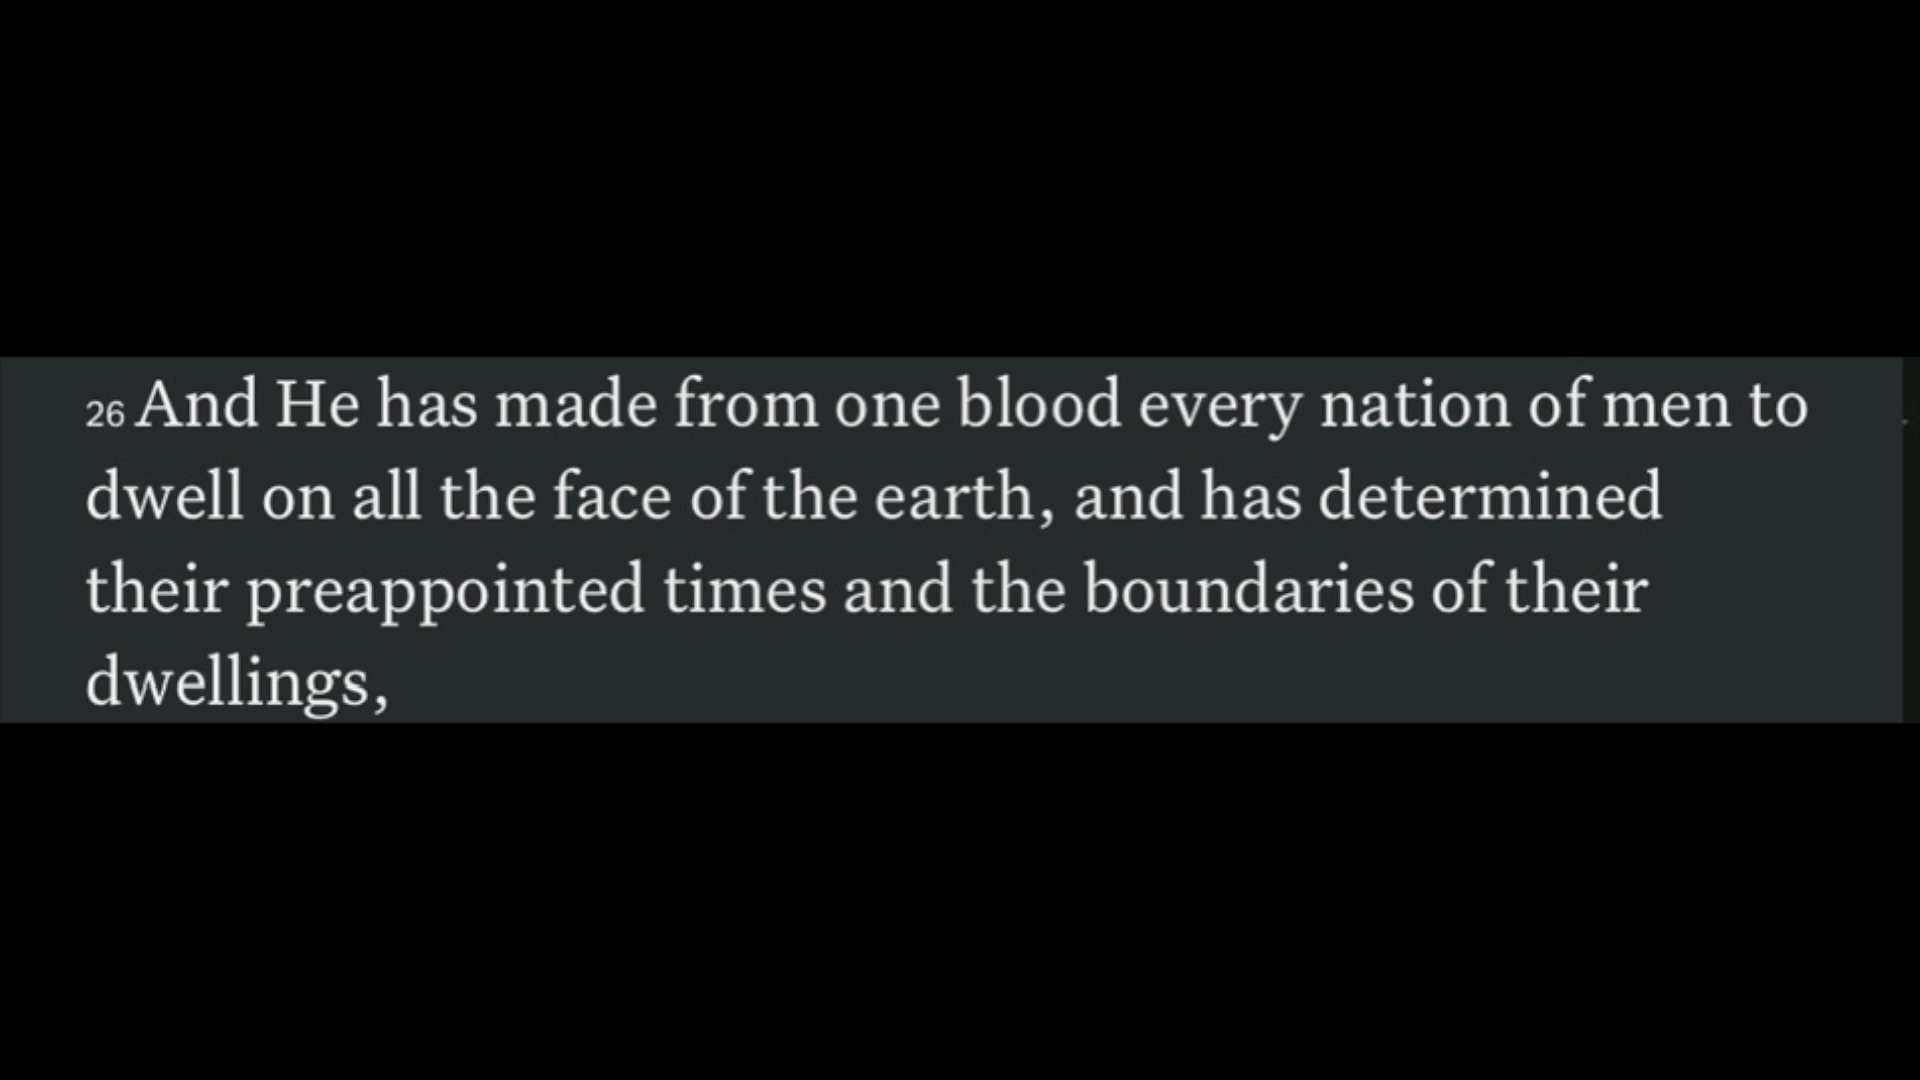 26 And He has made from one blood every nation of men to
dwell on all the face of the earth, and has determined
their preappointed times and the boundaries of their
dwellings,